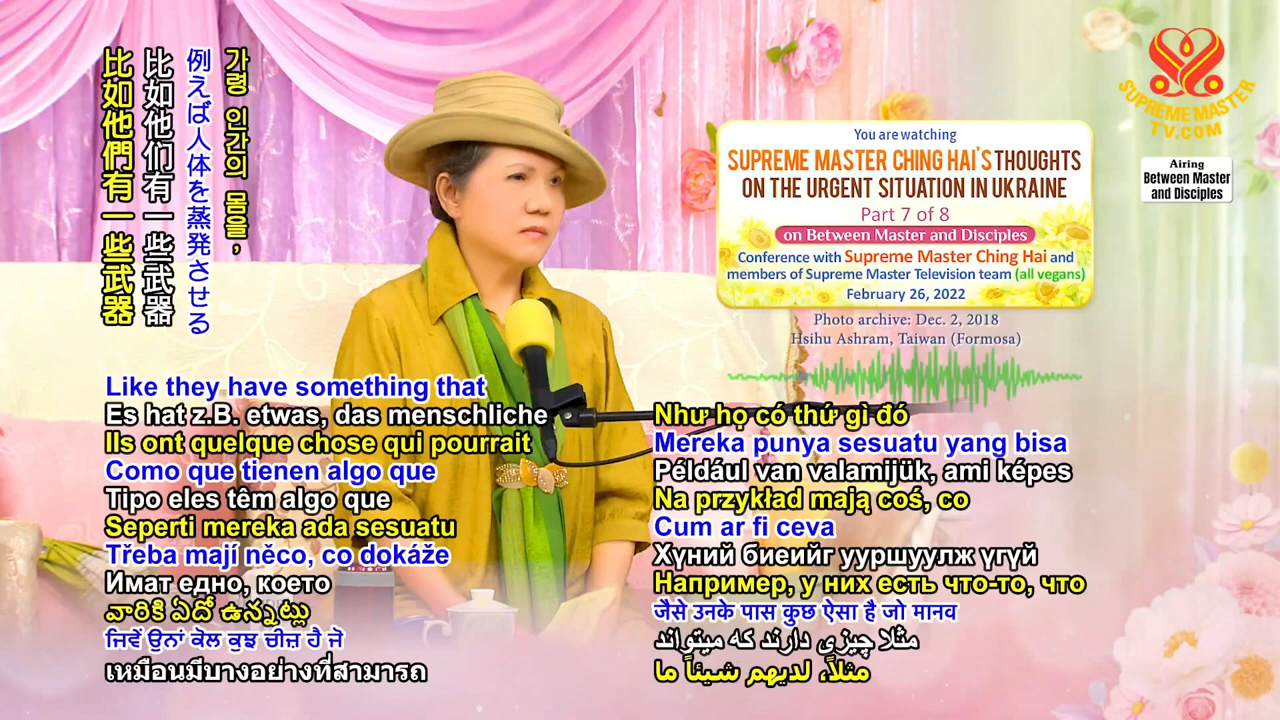 가령 인간의 몸을,
例えば人体を蒸発させる
比如他们有一些武器
比如他們有一些武器
SUPREME MASTER
TV.COM
Airing
Between Master
and Disciples
You are watching
SUPREME MASTER CHING HAI'S THOUGHTS
ON THE URGENT SITUATION IN UKRAINE
Part 7 of 8
on Between Master and Disciples
Conference with Supreme Master Ching Hai and
members of Supreme Master Television team (all vegans)
February 26, 2022
Photo archive: Dec. 2, 2018
Hsihu Ashram, Taiwan (Formosa)
Like they have something that
Es hat z.B. etwas, das menschliche
Ils ont quelque chose qui pourrait
Como que tienen algo que
Tipo eles têm algo que
Seperti mereka ada sesuatu
Třeba mají něco, co dokáže
Имат едно, което
వారికి ఏదో ఉన్నట్లు
ਜਿਵੇਂ ਉਨਾਂ ਕੋਲ ਕੁਝ ਚੀਜ਼ ਹੈ ਜੋ
เหมือนมีบางอย่างที่สามารถ
Như họ có thứ gì đó
Mereka punya sesuatu yang bisa
Például van valamijük, ami képes
Na przykład mają coś, co
Cum ar fi ceva
Хүний биеийг ууршуулж үгүй
Например, у них есть что-то, что
जैसे उनके पास कुछ ऐसा है जो मानव
مثلا چیزی دارند که میتواند
مثلاً، لديهم شيئاً ما